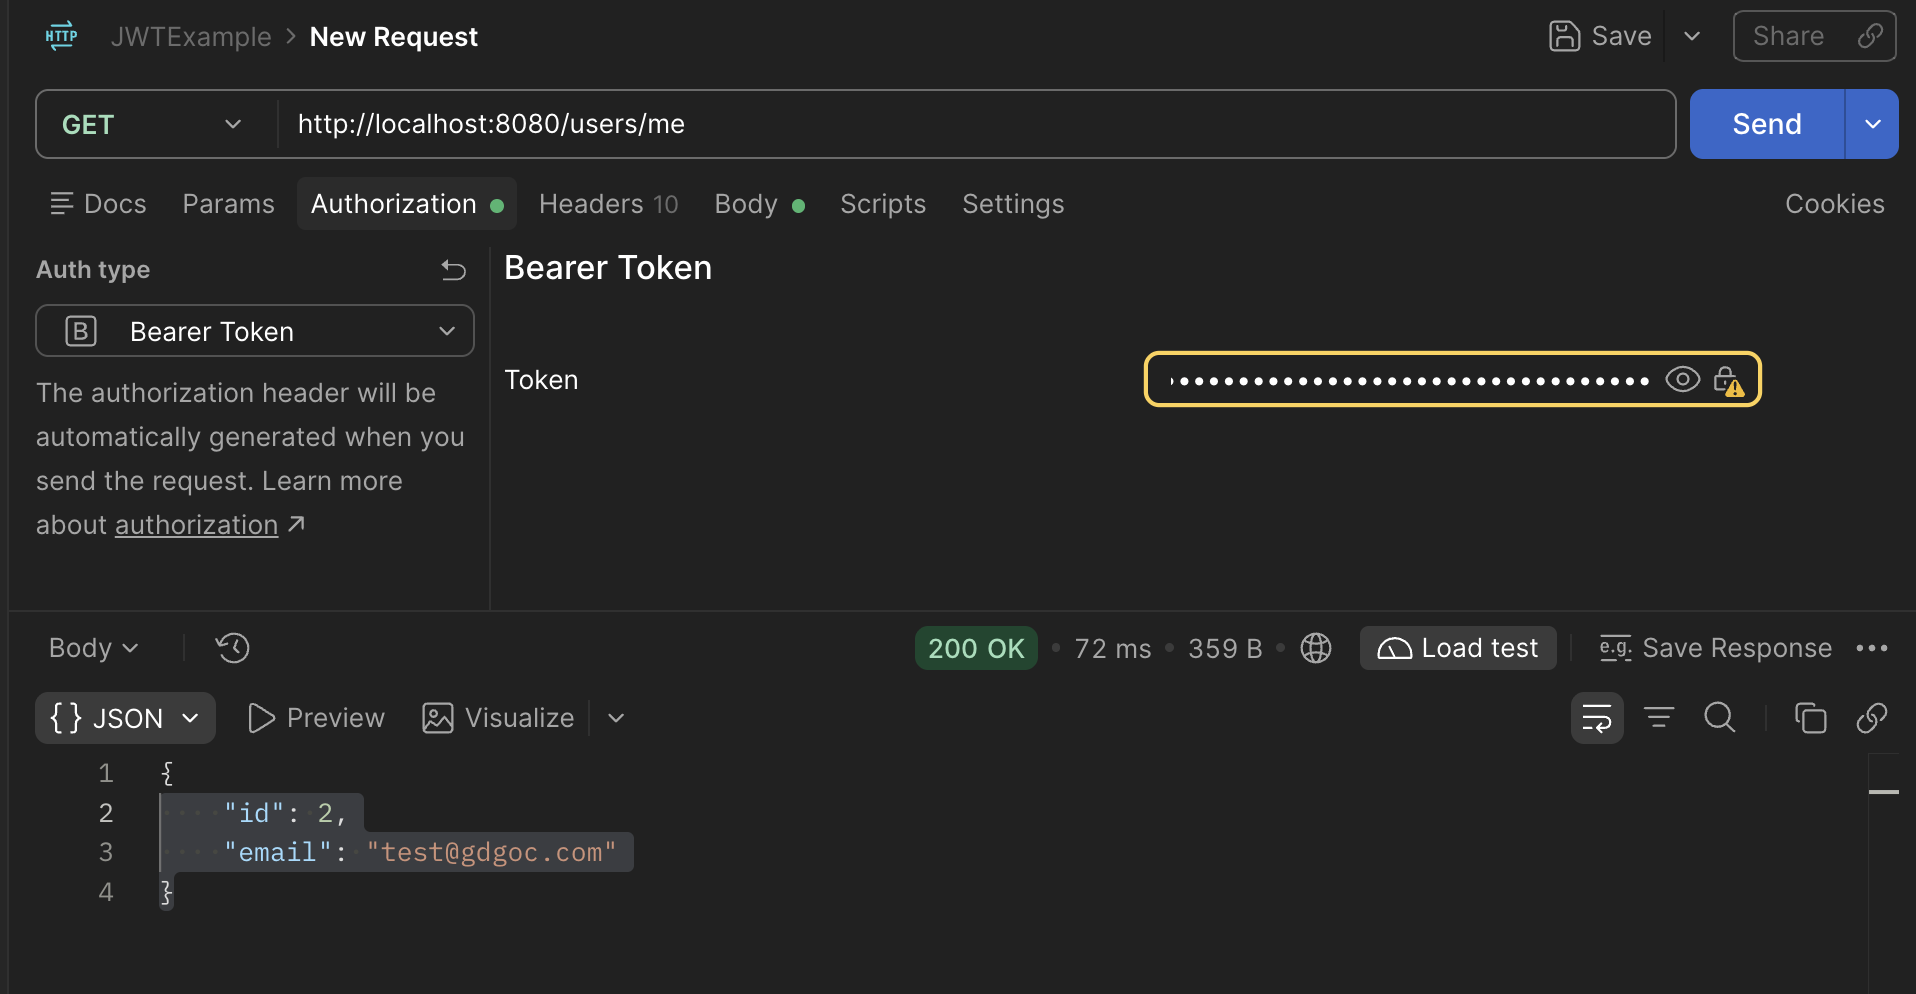 HTTP JWTExample > New Request Save Share
GET http://localhost:8080/users/me Send
Docs Params Authorization Headers 10 Body Scripts Settings Cookies
Auth type
B Bearer Token
The authorization header will be
automatically generated when you
send the request. Learn more
about authorization ↗
Bearer Token
Token
Body 200 OK • 72 ms • 359 B • Load test e.g. Save Response
{} JSON Preview Visualize
1 {
2 "id": 2,
3 "email": "test@gdgoc.com"
4 }